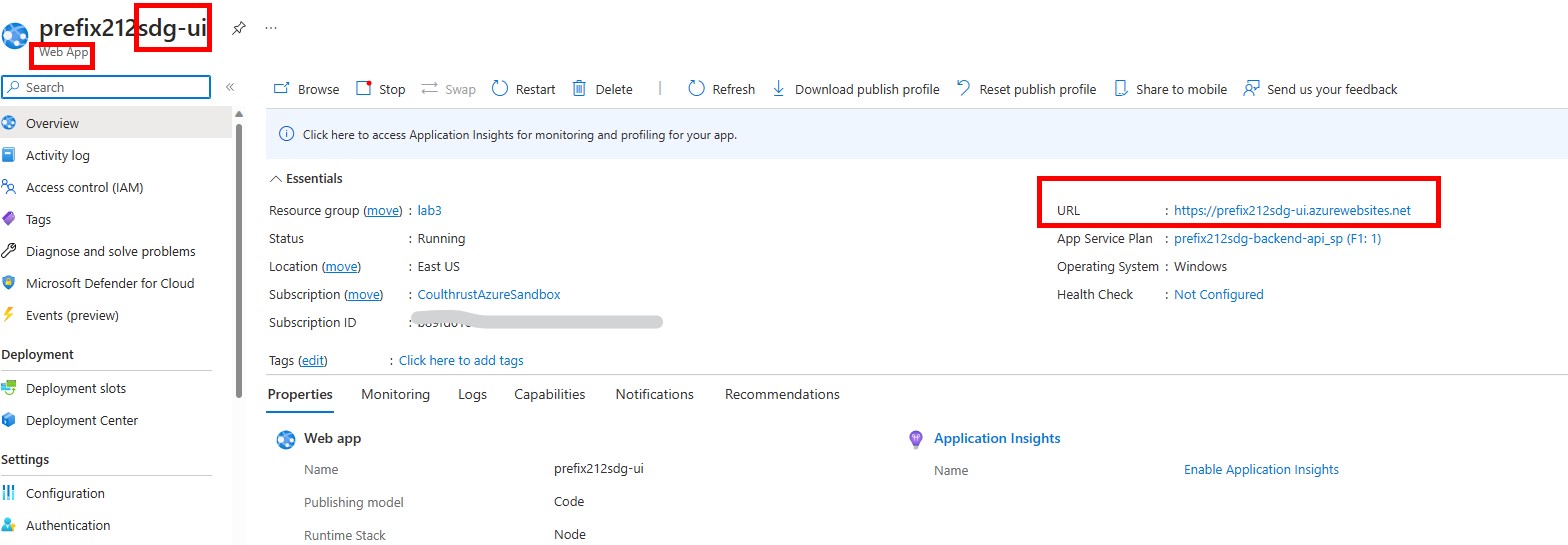 prefix212sdg-ui
Web App
Search
«
Browse Stop Swap Restart Delete Refresh Download publish profile Reset publish profile Share to mobile Send us your feedback
Overview
Activity log
Access control (IAM)
Tags
Diagnose and solve problems
Microsoft Defender for Cloud
Events (preview)
Deployment
Deployment slots
Deployment Center
Settings
Configuration
Authentication
Click here to access Application Insights for monitoring and profiling for your app.
Essentials
Resource group (move) : lab3
Status : Running
Location (move) : East US
Subscription (move) : CoulthrustAzureSandbox
Subscription ID :
Tags (edit) : Click here to add tags
URL : https://prefix212sdg-ui.azurewebsites.net
App Service Plan : prefix212sdg-backend-api_sp (F1: 1)
Operating System : Windows
Health Check : Not Configured
Properties Monitoring Logs Capabilities Notifications Recommendations
Web app
Name prefix212sdg-ui
Publishing model Code
Runtime Stack Node
Application Insights
Name Enable Application Insights